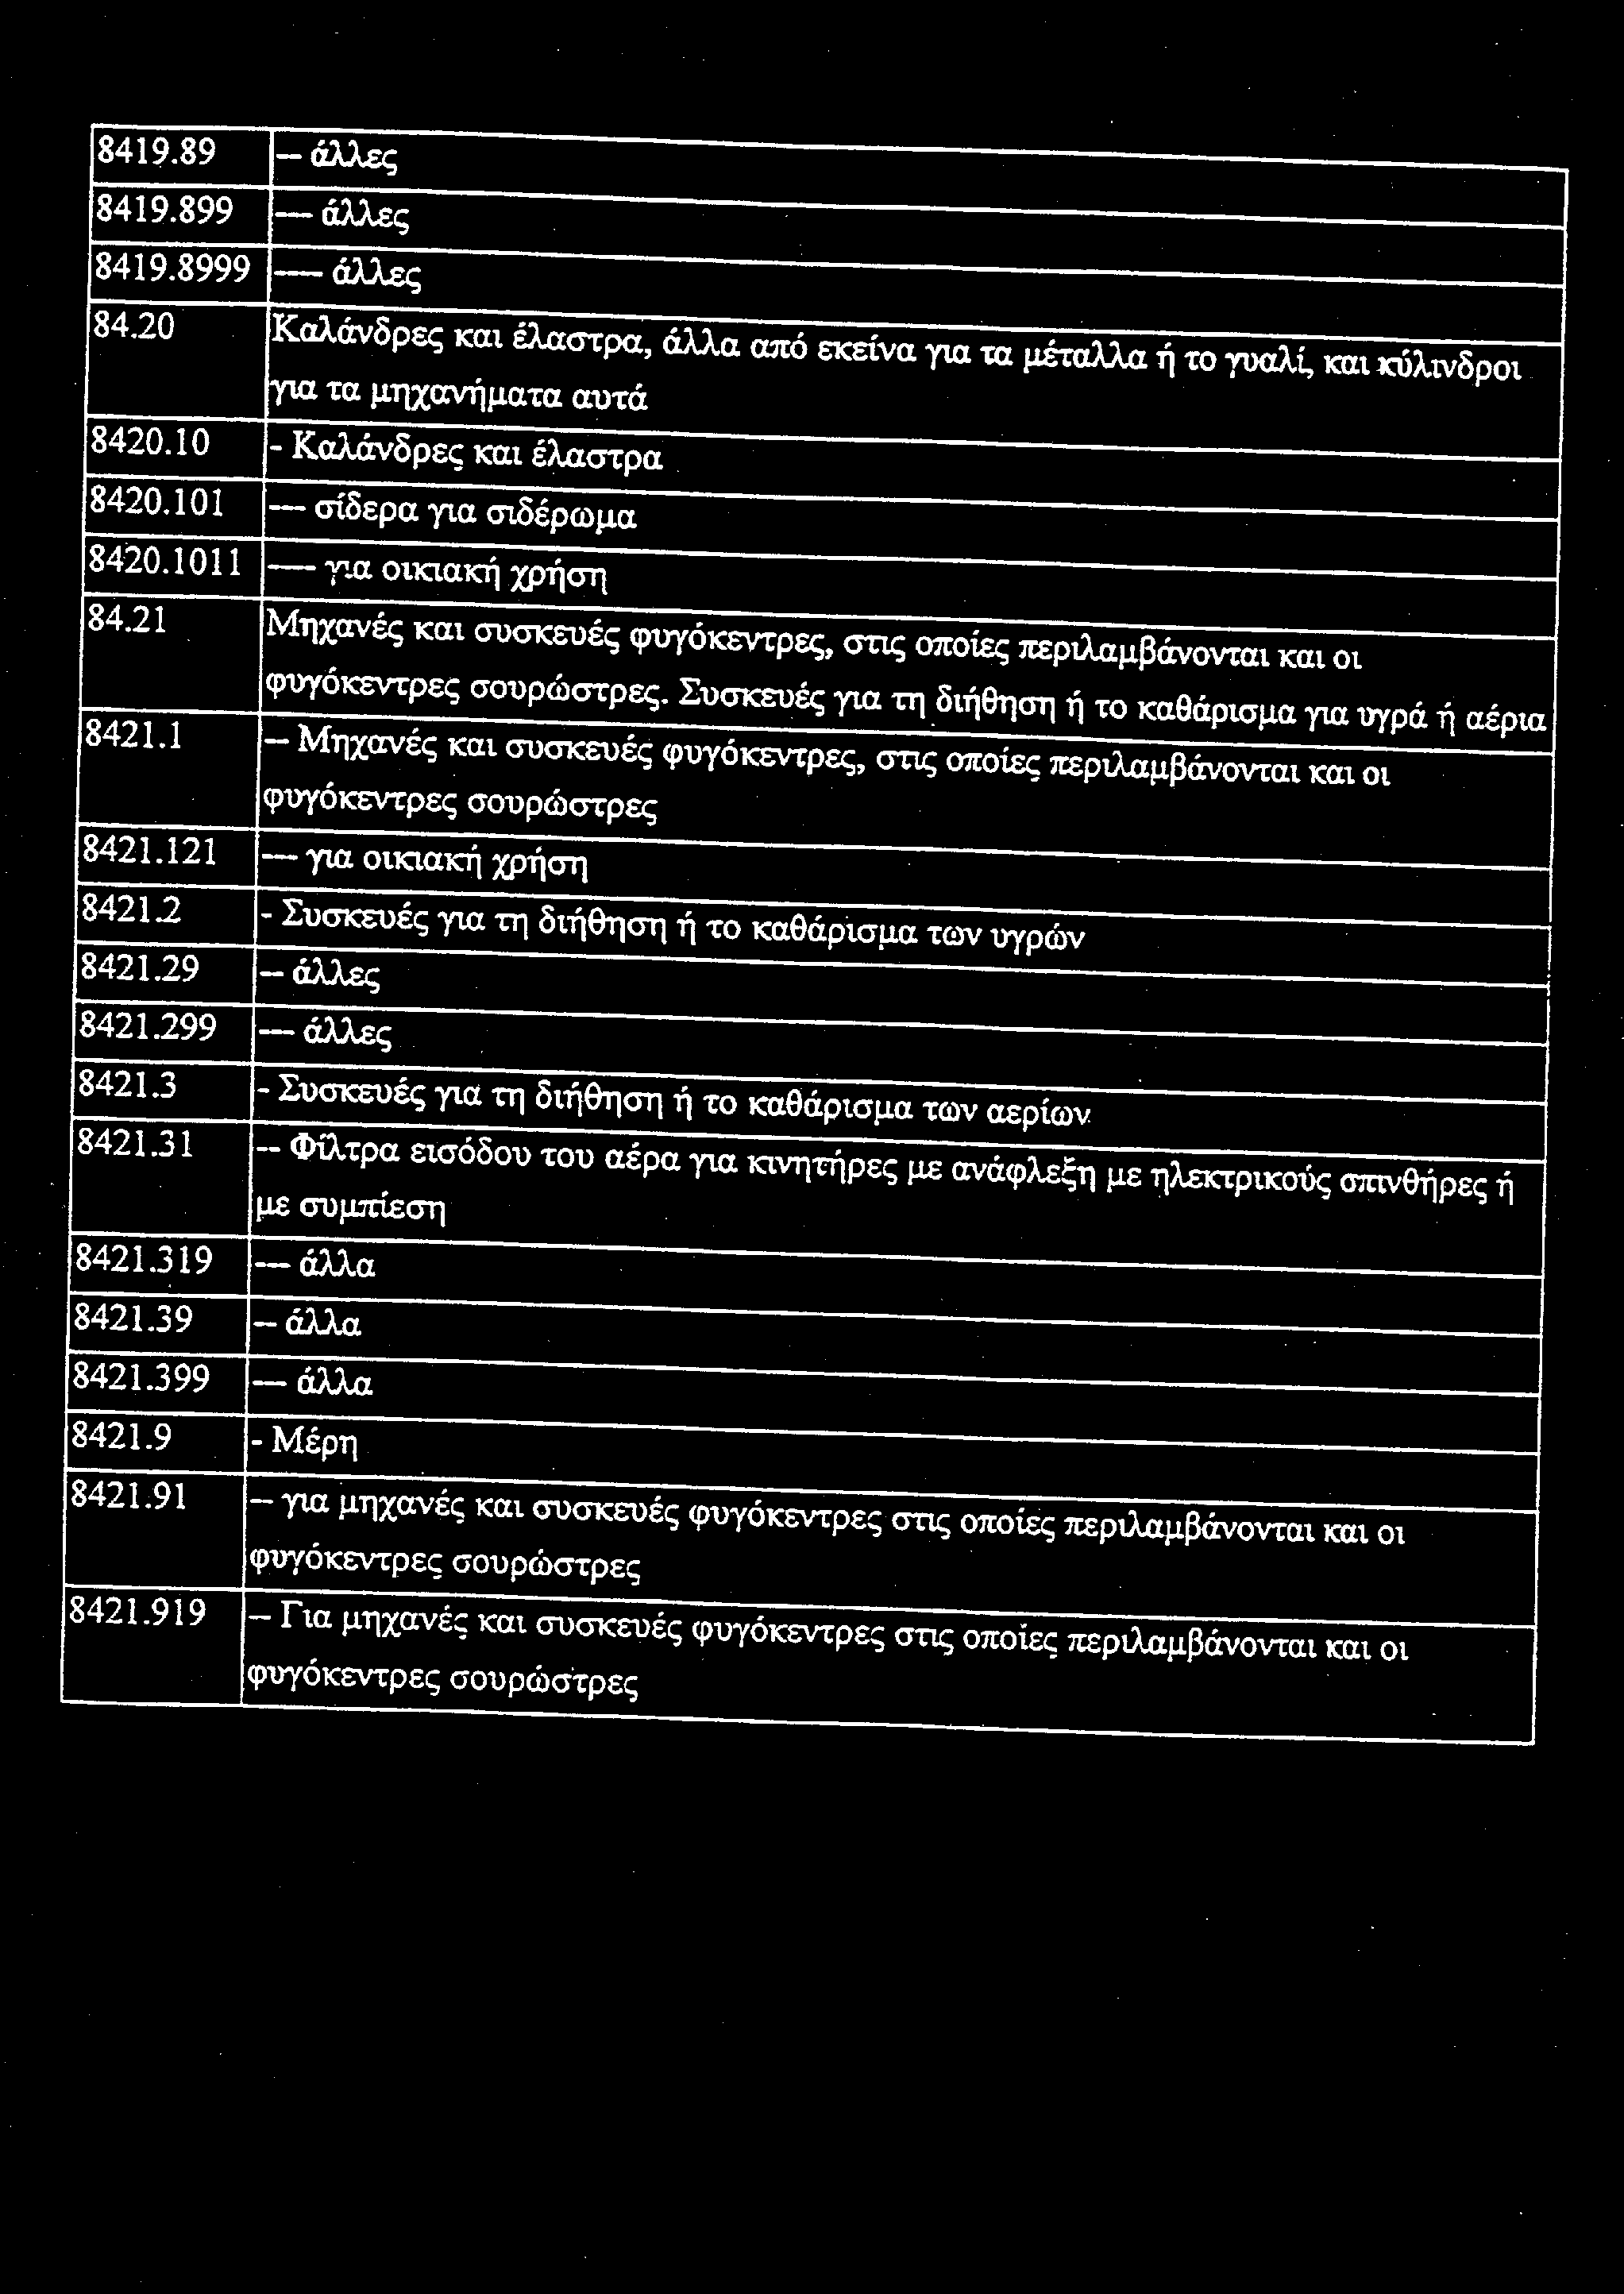 8419.89 -- άλλες
8419.899 --- άλλες
8419.8999 ---- άλλες
84.20 Καλάνδρες και έλαστρα, άλλα από εκείνα για τα μέταλλα ή το γυαλί, και κύλινδροι
για τα μηχανήματα αυτά
8420.10 - Καλάνδρες και έλαστρα
8420.101 --- σίδερα για σιδέρωμα
8420.1011 ---- για οικιακή χρήση
84.21 Μηχανές και συσκευές φυγόκεντρες, στις οποίες περιλαμβάνονται και οι
φυγόκεντρες σουρώστρες. Συσκευές για τη διήθηση ή το καθάρισμα για υγρά ή αέρια
8421.1 -- Μηχανές και συσκευές φυγόκεντρες, στις οποίες περιλαμβάνονται και οι
φυγόκεντρες σουρώστρες
8421.121 --- για οικιακή χρήση
8421.2 - Συσκευές για τη διήθηση ή το καθάρισμα των υγρών
8421.29 -- άλλες
8421.299 --- άλλες
8421.3 - Συσκευές για τη διήθηση ή το καθάρισμα των αερίων
8421.31 -- Φίλτρα εισόδου του αέρα για κινητήρες με ανάφλεξη με ηλεκτρικούς σπινθήρες ή
με συμπίεση
8421.319 --- άλλα
8421.39 -- άλλα
8421.399 --- άλλα
8421.9 - Μέρη
8421.91 -- για μηχανές και συσκευές φυγόκεντρες στις οποίες περιλαμβάνονται και οι
φυγόκεντρες σουρώστρες
8421.919 -- Για μηχανές και συσκευές φυγόκεντρες στις οποίες περιλαμβάνονται και οι
φυγόκεντρες σουρώστρες